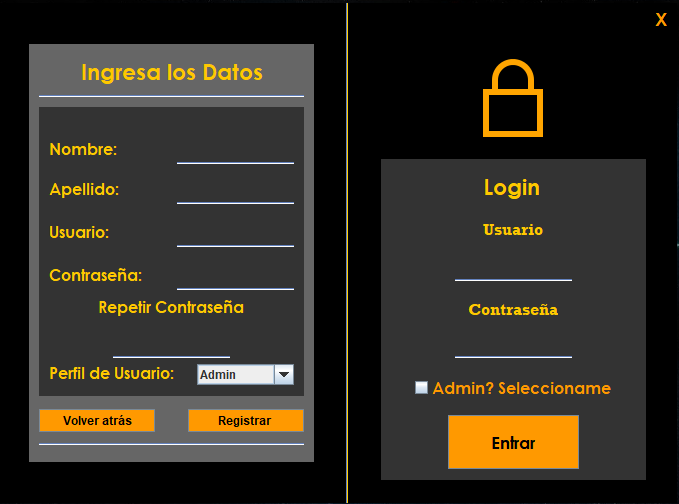 X
Ingresa los Datos
Nombre:
Apellido:
Usuario:
Contraseña:
Repetir Contraseña
Perfil de Usuario: Admin
Volver atrás Registrar
Login
Usuario
Contraseña
Admin? Seleccioname
Entrar